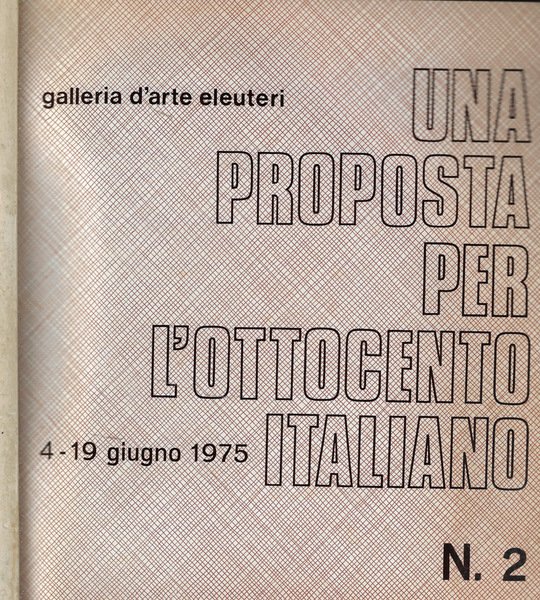 galleria d'arte eleuteri
UNA
PROPOSTA
PER
L'OTTOCENTO
ITALIANO
4-19 giugno 1975
N. 2